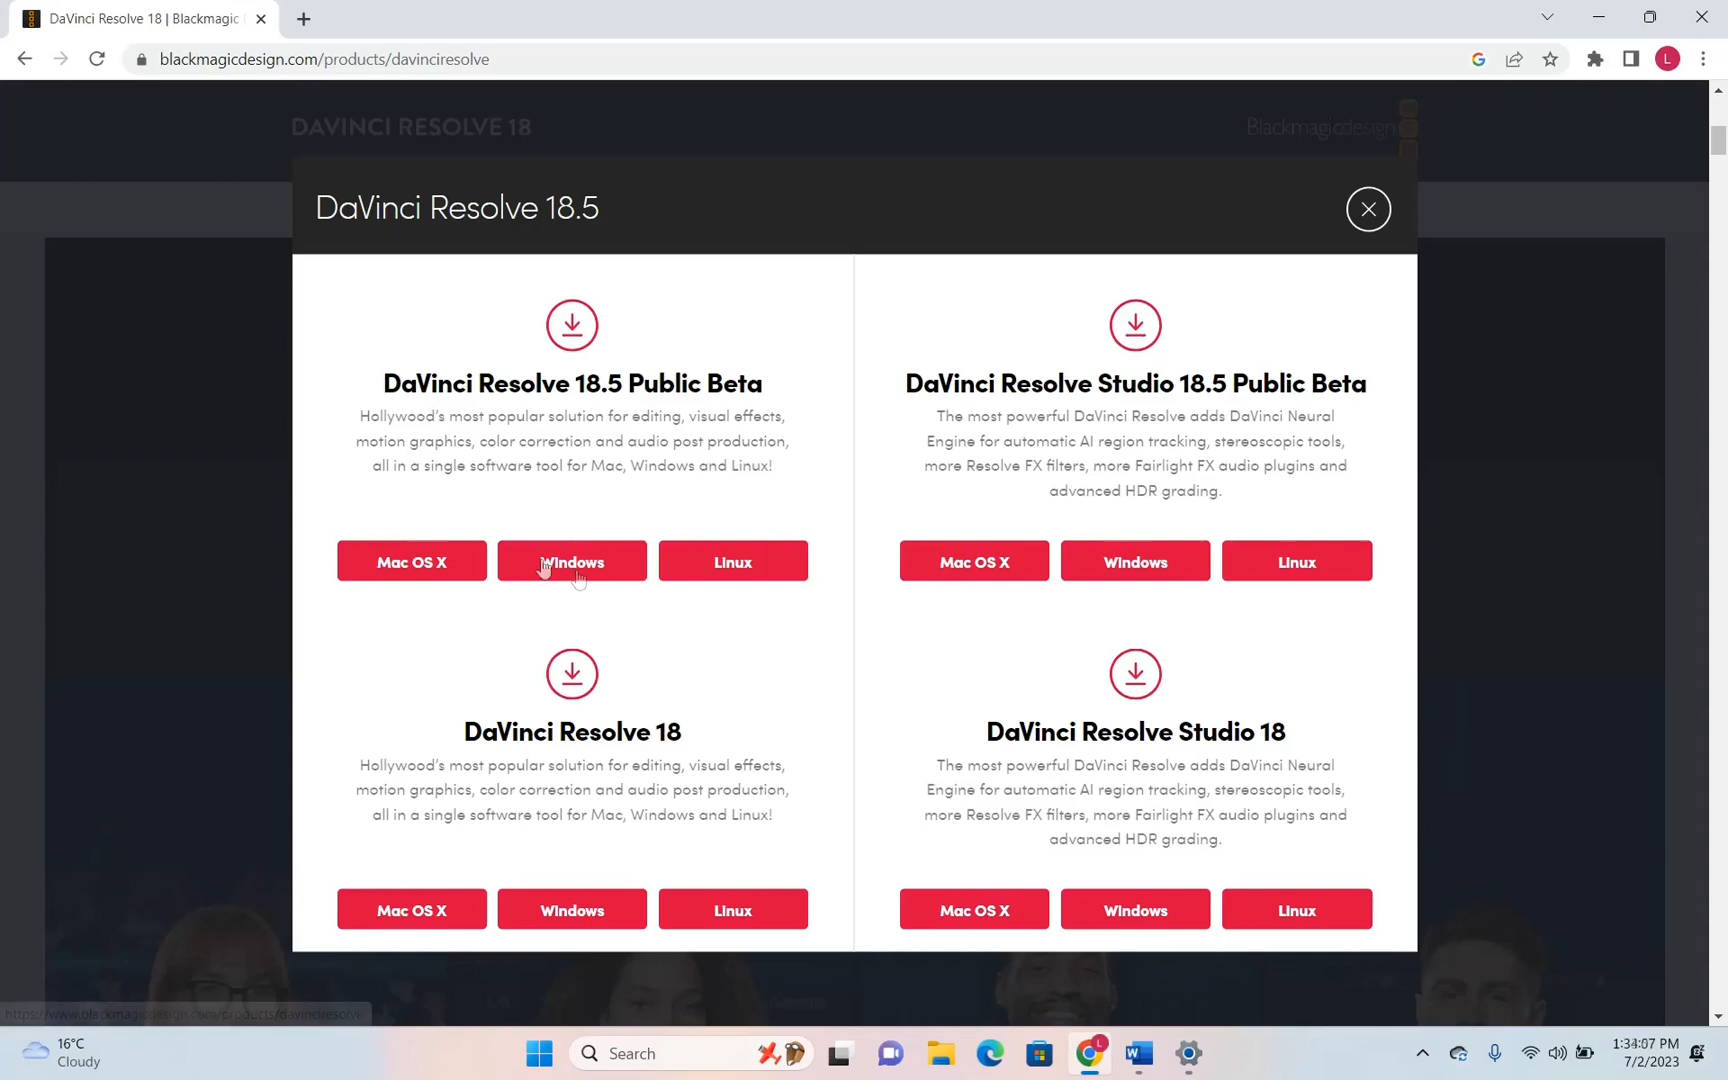 DaVinci Resolve 18 | Blackmagic
blackmagicdesign.com/products/davinciresolve
L
DAVINCI RESOLVE 18
Blackmagicdesign
DaVinci Resolve 18.5
DaVinci Resolve 18.5 Public Beta
Hollywood's most popular solution for editing, visual effects,
motion graphics, color correction and audio post production,
all in a single software tool for Mac, Windows and Linux!
Mac OS X
Windows
Linux
DaVinci Resolve Studio 18.5 Public Beta
The most powerful DaVinci Resolve adds DaVinci Neural
Engine for automatic AI region tracking, stereoscopic tools,
more Resolve FX filters, more Fairlight FX audio plugins and
advanced HDR grading.
Mac OS X
Windows
Linux
DaVinci Resolve 18
Hollywood's most popular solution for editing, visual effects,
motion graphics, color correction and audio post production,
all in a single software tool for Mac, Windows and Linux!
Mac OS X
Windows
Linux
DaVinci Resolve Studio 18
The most powerful DaVinci Resolve adds DaVinci Neural
Engine for automatic AI region tracking, stereoscopic tools,
more Resolve FX filters, more Fairlight FX audio plugins and
advanced HDR grading.
Mac OS X
Windows
Linux
https://www.blackmagicdesign.com/products/davinciresolve
16°C
Cloudy
Search
L
1:34:07 PM
7/2/2023